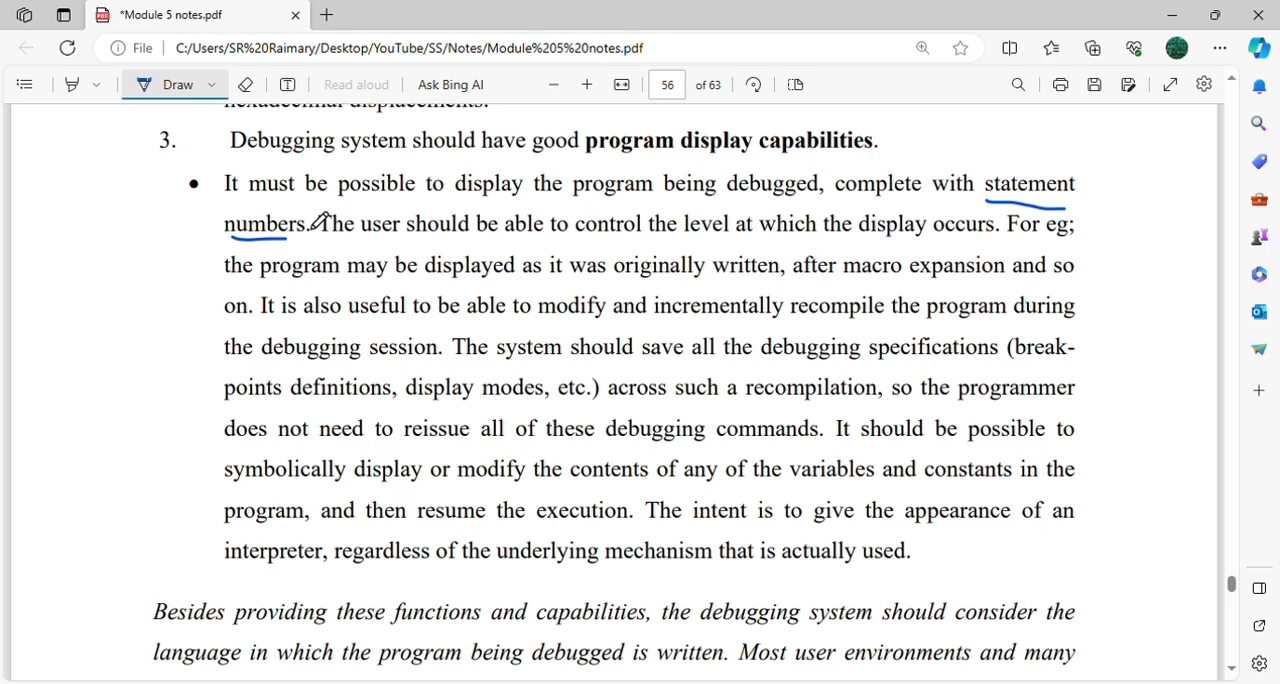 *Module 5 notes.pdf
File C:/Users/SR%20Raimary/Desktop/YouTube/SS/Notes/Module%205%20notes.pdf
Draw Read aloud Ask Bing AI 56 of 63
hexadecimal displacements.
3. Debugging system should have good program display capabilities.
• It must be possible to display the program being debugged, complete with statement
numbers. The user should be able to control the level at which the display occurs. For eg;
the program may be displayed as it was originally written, after macro expansion and so
on. It is also useful to be able to modify and incrementally recompile the program during
the debugging session. The system should save all the debugging specifications (break-
points definitions, display modes, etc.) across such a recompilation, so the programmer
does not need to reissue all of these debugging commands. It should be possible to
symbolically display or modify the contents of any of the variables and constants in the
program, and then resume the execution. The intent is to give the appearance of an
interpreter, regardless of the underlying mechanism that is actually used.
Besides providing these functions and capabilities, the debugging system should consider the
language in which the program being debugged is written. Most user environments and many